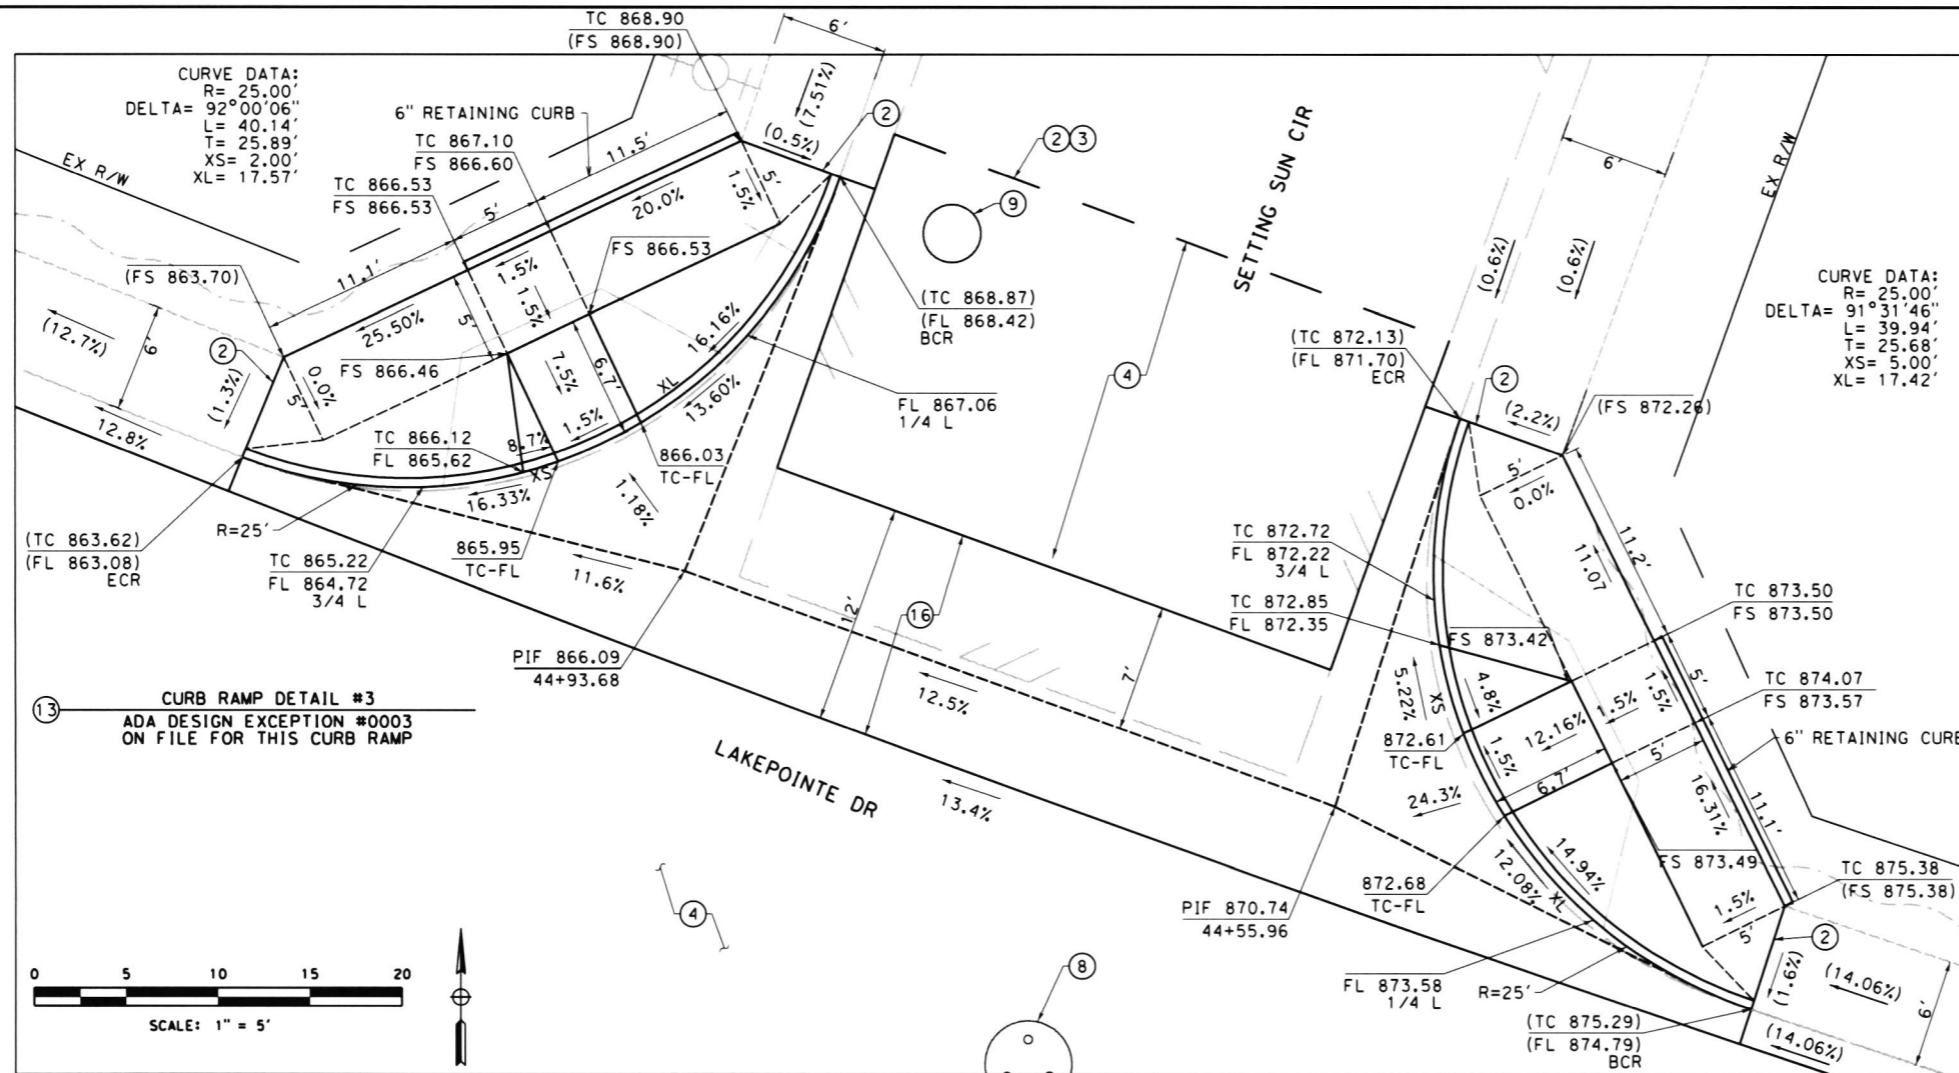 TC 868.90
(FS 868.90)
6'
CURVE DATA:
R= 25.00'
DELTA= 92°00'06"
L= 40.14'
T= 25.89'
XS= 2.00'
XL= 17.57'
EX R/W
6" RETAINING CURB
TC 867.10
FS 866.60
11.5'
(7.51%)
2
(0.5%)
2 3
TC 866.53
FS 866.53
5'
20.0%
5'
1.5%
9
SETTING SUN CIR
6'
EX R/W
(0.6%)
(0.6%)
(FS 863.70)
11.1'
1.5%
1.5%
FS 866.53
CURVE DATA:
R= 25.00'
DELTA= 91°31'46"
L= 39.94'
T= 25.68'
XS= 5.00'
XL= 17.42'
(12.7%)
6'
2
25.50%
5'
16.16%
(TC 868.87)
(FL 868.42)
BCR
(TC 872.13)
(FL 871.70)
ECR
2
(2.2%)
(FS 872.26)
(1.3%)
0.0%
5'
FS 866.46
7.5%
6.7'
XL
13.60%
4
FL 867.06
1/4 L
12.8%
TC 866.12
FL 865.62
8.7%
1.5%
XS
866.03
TC-FL
5'
0.0%
16.33%
1.18%
R=25'
(TC 863.62)
(FL 863.08)
ECR
TC 865.22
FL 864.72
3/4 L
865.95
TC-FL
11.6%
TC 872.72
FL 872.22
3/4 L
11.07
11.2'
TC 873.50
FS 873.50
12'
16
TC 872.85
FL 872.35
FS 873.42
PIF 866.09
44+93.68
12.5%
7'
5.22%
XS
4.8%
1.5%
1.5%
5'
TC 874.07
FS 873.57
13
CURB RAMP DETAIL #3
ADA DESIGN EXCEPTION #0003
ON FILE FOR THIS CURB RAMP
LAKEPOINTE DR
872.61
TC-FL
1.5%
12.16%
5'
6" RETAINING CURB
13.4%
24.3%
6.7'
16.31%
11.1'
4
PIF 870.74
44+55.96
872.68
TC-FL
12.08%
XL
14.94%
FS 873.49
TC 875.38
(FS 875.38)
1.5%
5'
2
0 5 10 15 20
SCALE: 1" = 5'
8
FL 873.58
1/4 L
R=25'
(1.6%)
(14.06%)
6'
(TC 875.29)
(FL 874.79)
BCR
(14.06%)